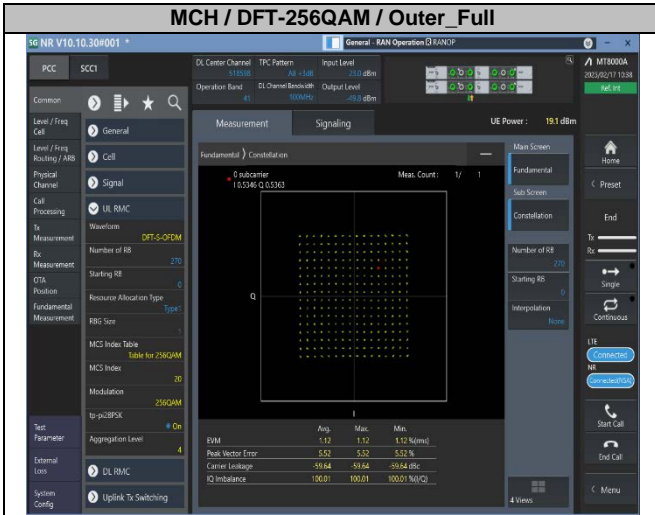 MCH / DFT-256QAM / Outer_Full
5G NR V10.10.30#001 *
General - RAN Operation RANOP
PCC SCC1
DL Center Channel TPC Pattern Input Level
518598 All +3dB 23.0 dBm
Operation Band DL Channel Bandwidth Output Level
41 100MHz -49.8 dBm
MT8000A
2025/02/17 10:38
Ref: Int
Common
Level / Freq
Cell
Level / Freq
Routing / ARB
Physical
Channel
Call
Processing
Tx
Measurement
Rx
Measurement
OTA
Position
Fundamental
Measurement
Test
Parameter
External
Loss
System
Config
General
Cell
Signal
UL RMC
Waveform
DFT-S-OFDM
Number of RB
270
Starting RB
0
Resource Allocation Type
Type1
RBG Size
1
MCS Index Table
Table for 256QAM
MCS Index
20
Modulation
256QAM
tp-pi2BPSK
On
Aggregation Level
4
DL RMC
Uplink Tx Switching
Measurement Signaling
UE Power : 19.1 dBm
Fundamental Constellation
0 subcarrier Meas. Count : 1/ 1
I 0.5346 Q 0.5363
Q
I
Avg. Max. Min.
EVM 1.12 1.12 1.12 %(rms)
Peak Vector Error 5.52 5.52 5.52 %
Carrier Leakage -59.64 -59.64 -59.64 dBc
IQ Imbalance 100.01 100.01 100.01 %(I/Q)
Main Screen
Fundamental
Sub Screen
Constellation
Number of RB
270
Starting RB
0
Interpolation
None
4 Views
Home
Preset
End
Tx
Rx
Single
Continuous
LTE
Connected
NR
Connected(NSA)
Start Call
End Call
Menu